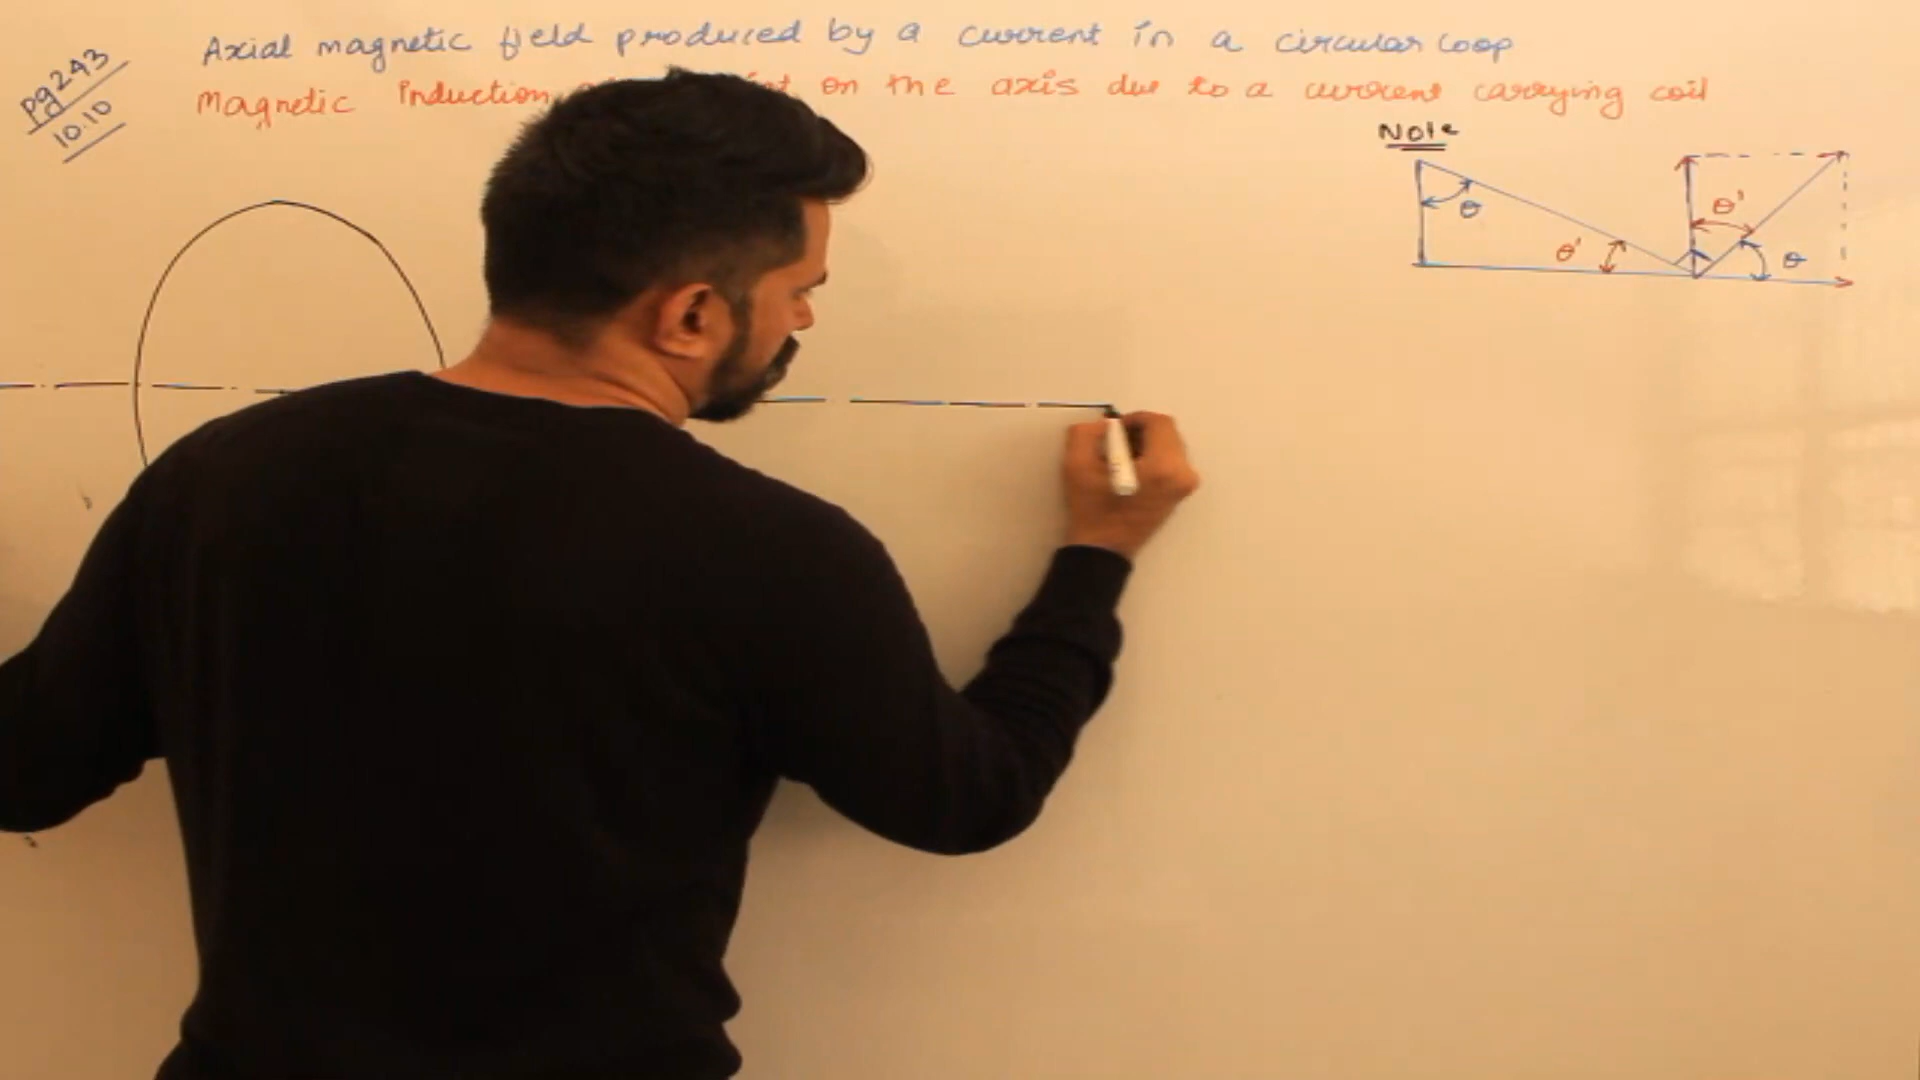 pg 243
10.10
Axial magnetic field produced by a current in a circular loop
Magnetic Induction on the axis due to a current carrying coil
Note
θ
θ'
θ'
θ